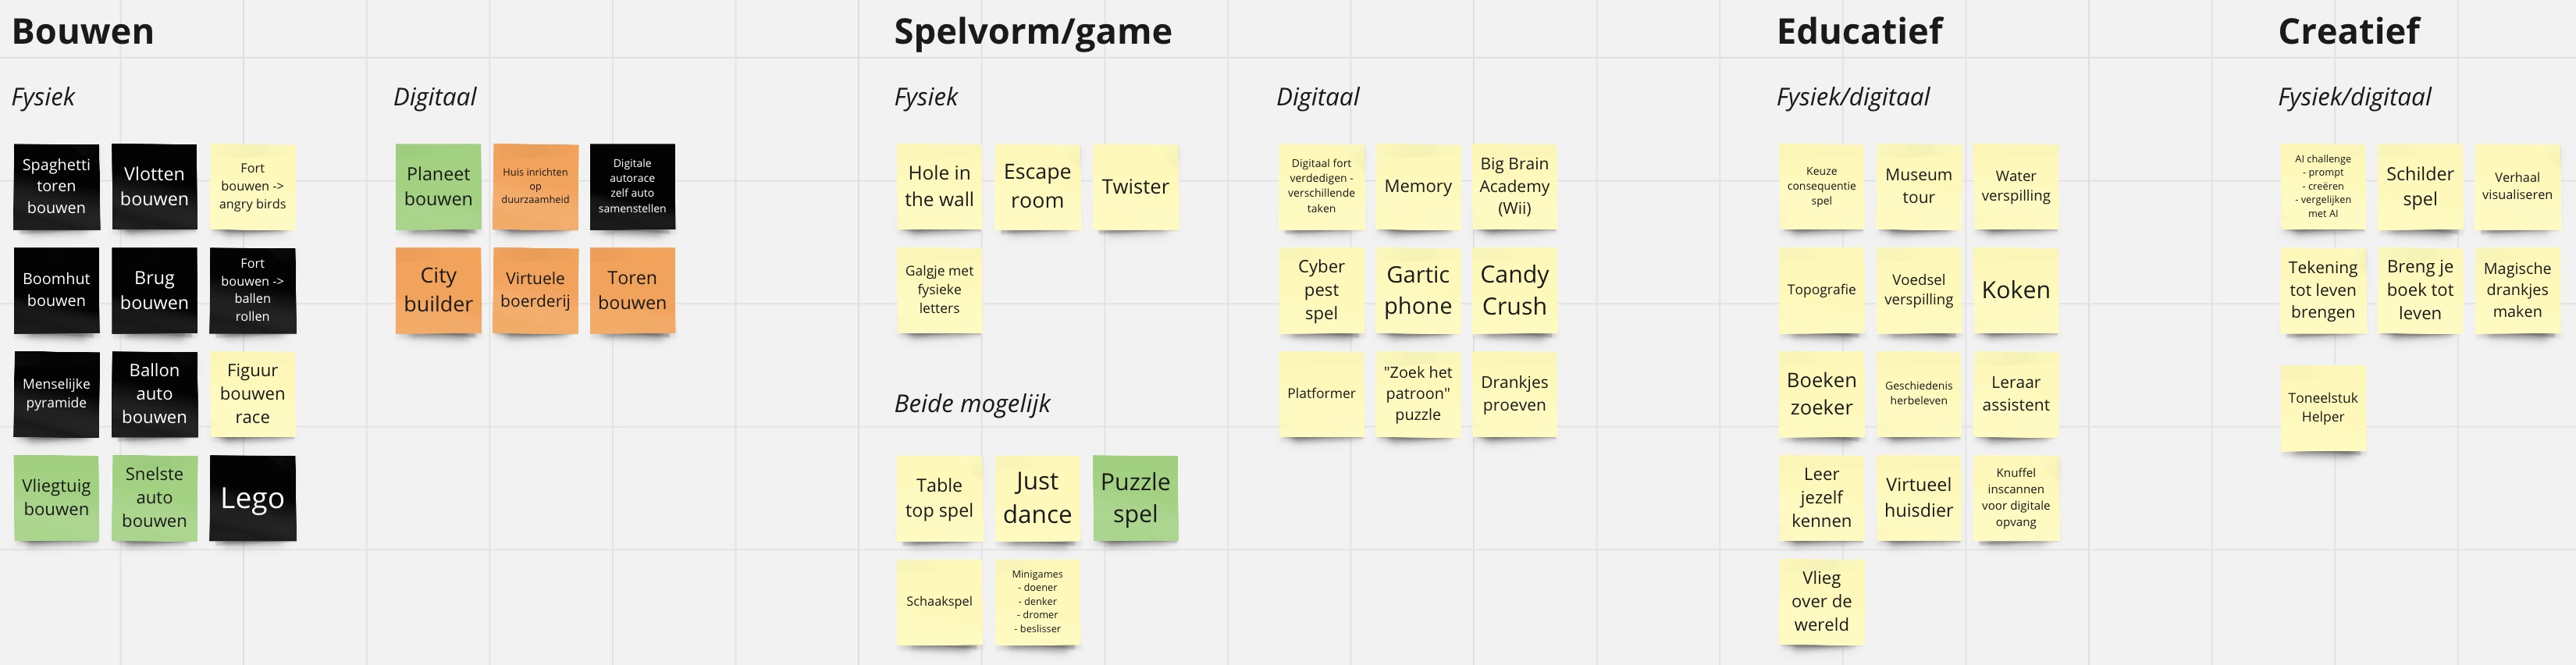 Bouwen
Fysiek
Spaghetti
toren
bouwen
Vlotten
bouwen
Fort
bouwen ->
angry birds
Boomhut
bouwen
Brug
bouwen
Fort
bouwen ->
ballen
rollen
Menselijke
pyramide
Ballon
auto
bouwen
Figuur
bouwen
race
Vliegtuig
bouwen
Snelste
auto
bouwen
Lego
Digitaal
Planeet
bouwen
Huis inrichten
op
duurzaamheid
Digitale
autorace
zelf auto
samenstellen
City
builder
Virtuele
boerderij
Toren
bouwen
Spelvorm/game
Fysiek
Hole in
the wall
Escape
room
Twister
Galgje met
fysieke
letters
Beide mogelijk
Table
top spel
Just
dance
Puzzle
spel
Schaakspel
Minigames
- doener
- denker
- dromer
- beslisser
Digitaal
Digitaal fort
verdedigen -
verschillende
taken
Memory
Big Brain
Academy
(Wii)
Cyber
pest
spel
Gartic
phone
Candy
Crush
Platformer
"Zoek het
patroon"
puzzle
Drankjes
proeven
Educatief
Fysiek/digitaal
Keuze
consequentie
spel
Museum
tour
Water
verspilling
Topografie
Voedsel
verspilling
Koken
Boeken
zoeker
Geschiedenis
herbeleven
Leraar
assistent
Leer
jezelf
kennen
Virtueel
huisdier
Knuffel
inscannen
voor digitale
opvang
Vlieg
over de
wereld
Creatief
Fysiek/digitaal
AI challenge
- prompt
- creëren
- vergelijken
met AI
Schilder
spel
Verhaal
visualiseren
Tekening
tot leven
brengen
Breng je
boek tot
leven
Magische
drankjes
maken
Toneelstuk
Helper